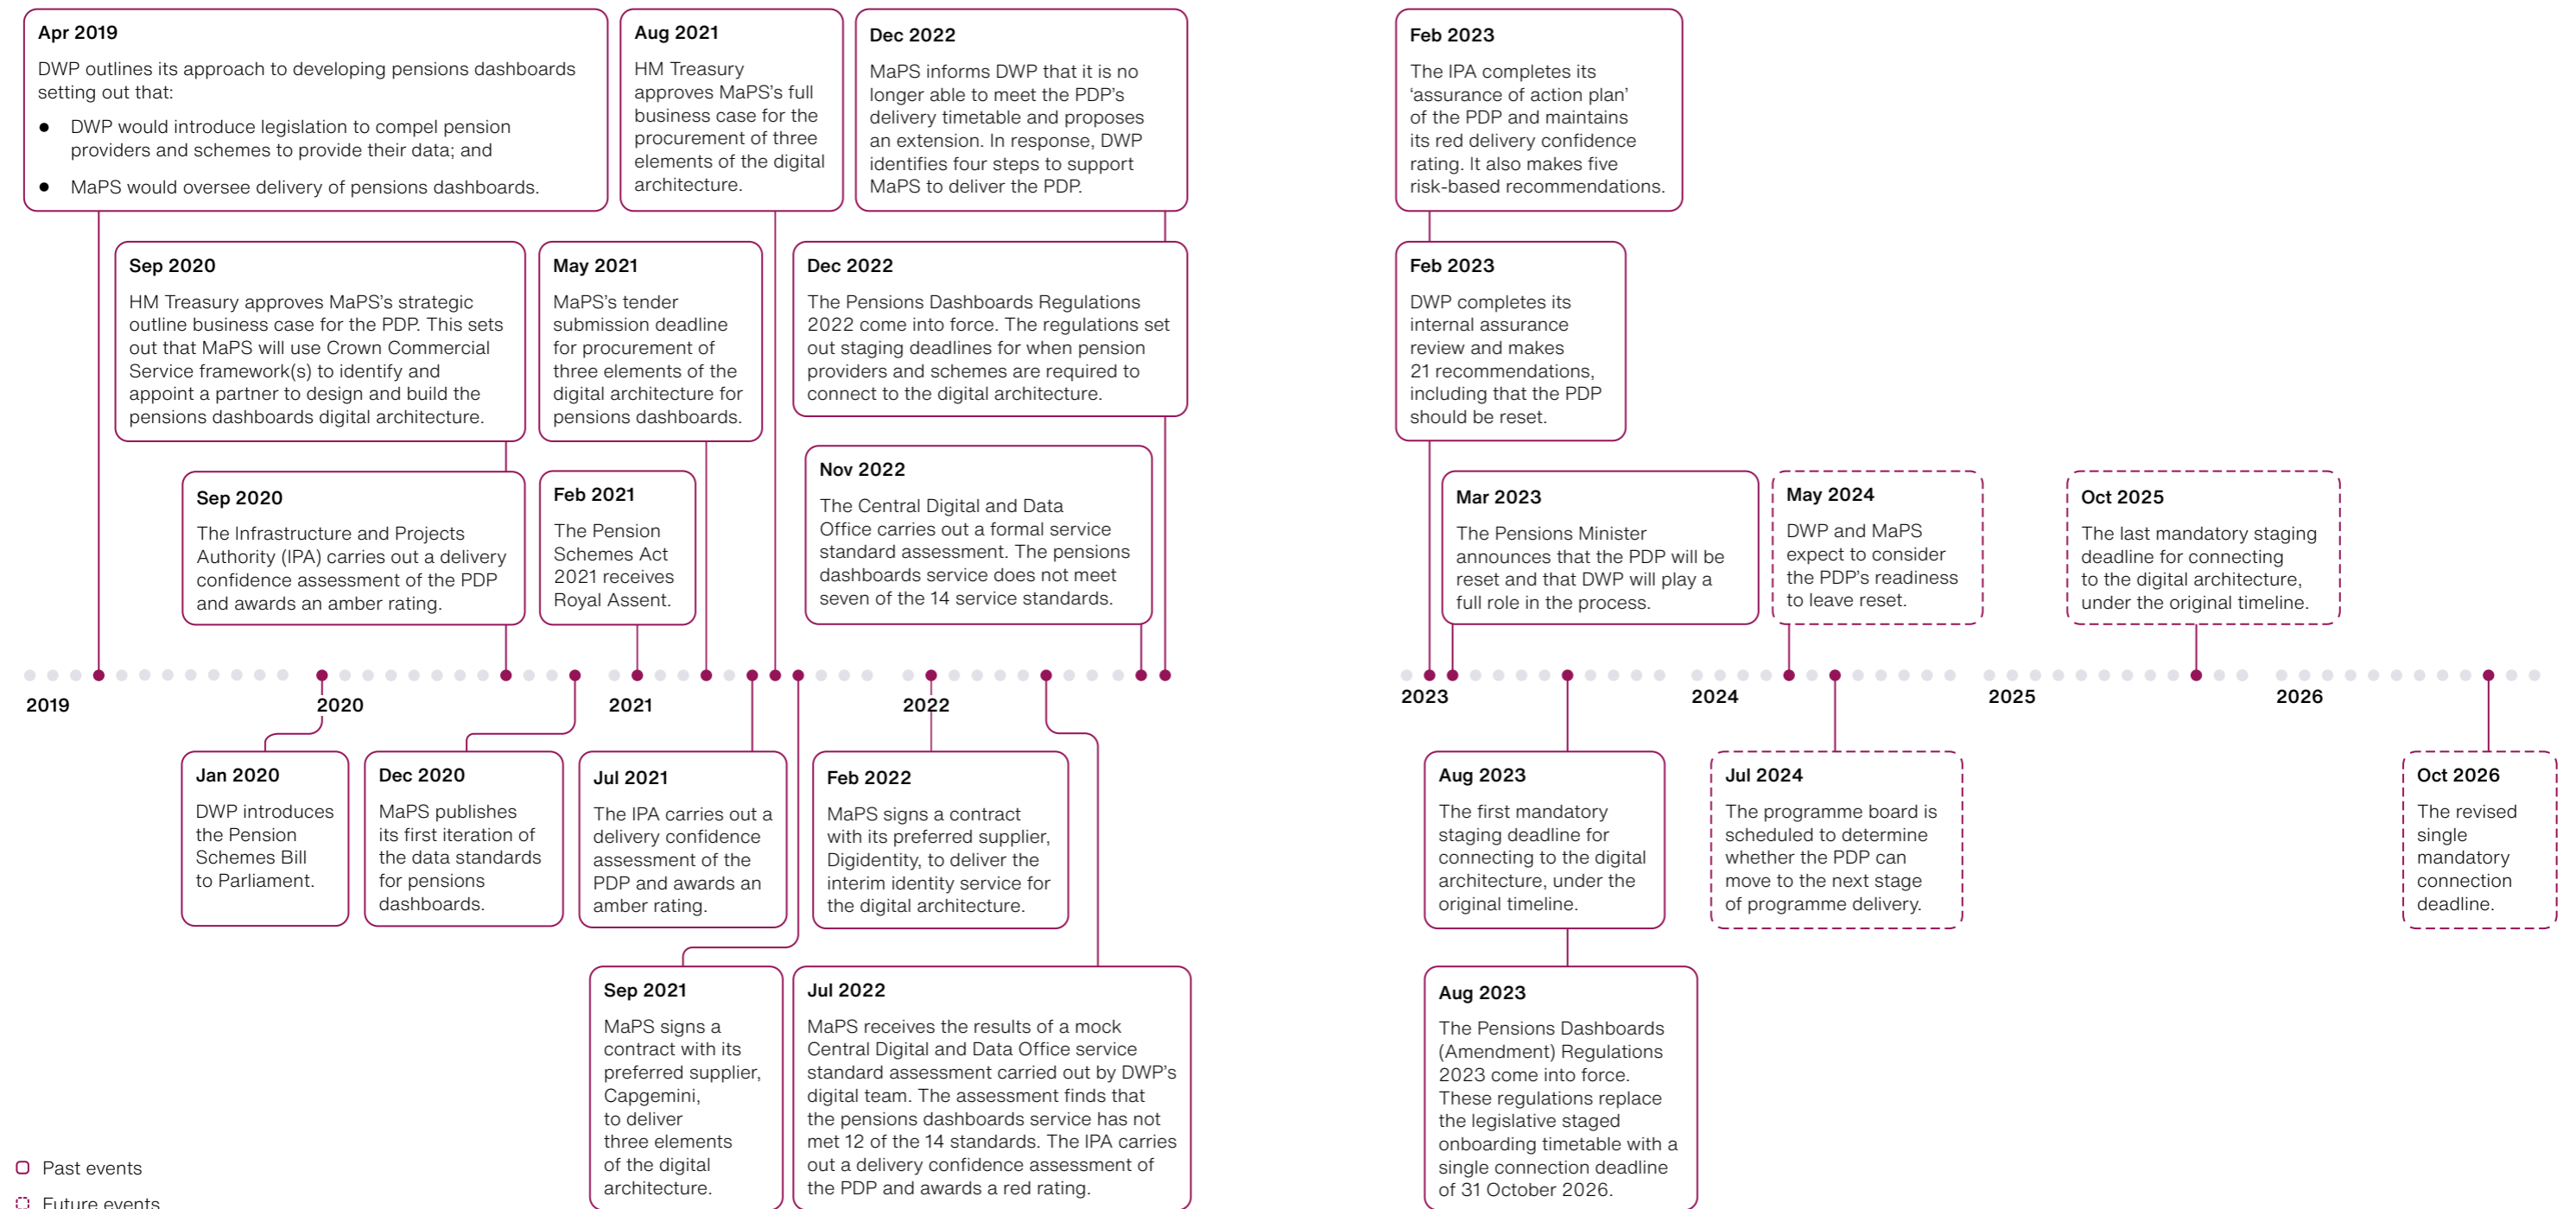 Apr 2019
DWP outlines its approach to developing pensions dashboards
setting out that:
● DWP would introduce legislation to compel pension
providers and schemes to provide their data; and
● MaPS would oversee delivery of pensions dashboards.
Aug 2021
HM Treasury
approves MaPS's full
business case for the
procurement of three
elements of the digital
architecture.
Dec 2022
MaPS informs DWP that it is no
longer able to meet the PDP's
delivery timetable and proposes
an extension. In response, DWP
identifies four steps to support
MaPS to deliver the PDP.
Feb 2023
The IPA completes its
'assurance of action plan'
of the PDP and maintains
its red delivery confidence
rating. It also makes five
risk-based recommendations.
Sep 2020
HM Treasury approves MaPS's strategic
outline business case for the PDP. This sets
out that MaPS will use Crown Commercial
Service framework(s) to identify and
appoint a partner to design and build the
pensions dashboards digital architecture.
May 2021
MaPS's tender
submission deadline
for procurement of
three elements of the
digital architecture for
pensions dashboards.
Dec 2022
The Pensions Dashboards Regulations
2022 come into force. The regulations set
out staging deadlines for when pension
providers and schemes are required to
connect to the digital architecture.
Feb 2023
DWP completes its
internal assurance
review and makes
21 recommendations,
including that the PDP
should be reset.
Sep 2020
The Infrastructure and Projects
Authority (IPA) carries out a delivery
confidence assessment of the PDP
and awards an amber rating.
Feb 2021
The Pension
Schemes Act
2021 receives
Royal Assent.
Nov 2022
The Central Digital and Data
Office carries out a formal service
standard assessment. The pensions
dashboards service does not meet
seven of the 14 service standards.
Mar 2023
The Pensions Minister
announces that the PDP will be
reset and that DWP will play a
full role in the process.
May 2024
DWP and MaPS
expect to consider
the PDP's readiness
to leave reset.
Oct 2025
The last mandatory staging
deadline for connecting
to the digital architecture,
under the original timeline.
2019
2020
2021
2022
2023
2024
2025
2026
Jan 2020
DWP introduces
the Pension
Schemes Bill
to Parliament.
Dec 2020
MaPS publishes
its first iteration of
the data standards
for pensions
dashboards.
Jul 2021
The IPA carries out a
delivery confidence
assessment of the
PDP and awards an
amber rating.
Feb 2022
MaPS signs a contract
with its preferred supplier,
Digidentity, to deliver the
interim identity service for
the digital architecture.
Aug 2023
The first mandatory
staging deadline for
connecting to the digital
architecture, under the
original timeline.
Jul 2024
The programme board is
scheduled to determine
whether the PDP can
move to the next stage
of programme delivery.
Oct 2026
The revised
single
mandatory
connection
deadline.
Sep 2021
MaPS signs a
contract with its
preferred supplier,
Capgemini,
to deliver
three elements
of the digital
architecture.
Jul 2022
MaPS receives the results of a mock
Central Digital and Data Office service
standard assessment carried out by DWP's
digital team. The assessment finds that
the pensions dashboards service has not
met 12 of the 14 standards. The IPA carries
out a delivery confidence assessment of
the PDP and awards a red rating.
Aug 2023
The Pensions Dashboards
(Amendment) Regulations
2023 come into force.
These regulations replace
the legislative staged
onboarding timetable with a
single connection deadline
of 31 October 2026.
Past events
Future events